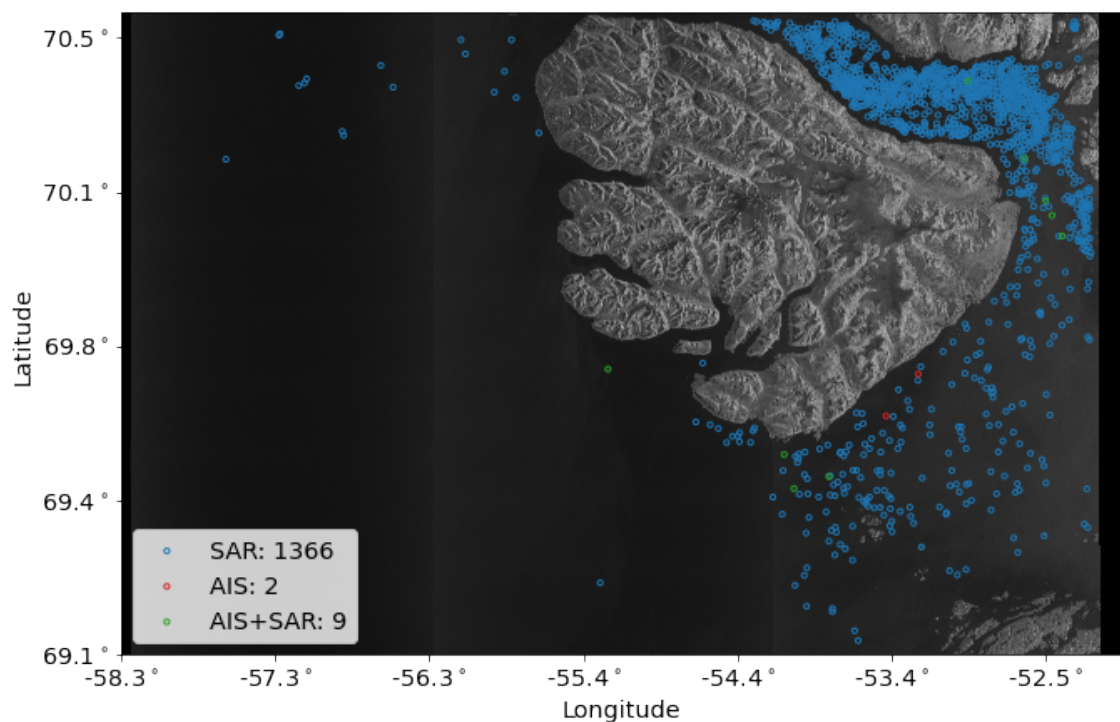 70.5°
70.1°
69.8°
69.4°
69.1°
Latitude
SAR: 1366
AIS: 2
AIS+SAR: 9
-58.3° -57.3° -56.3° -55.4° -54.4° -53.4° -52.5°
Longitude